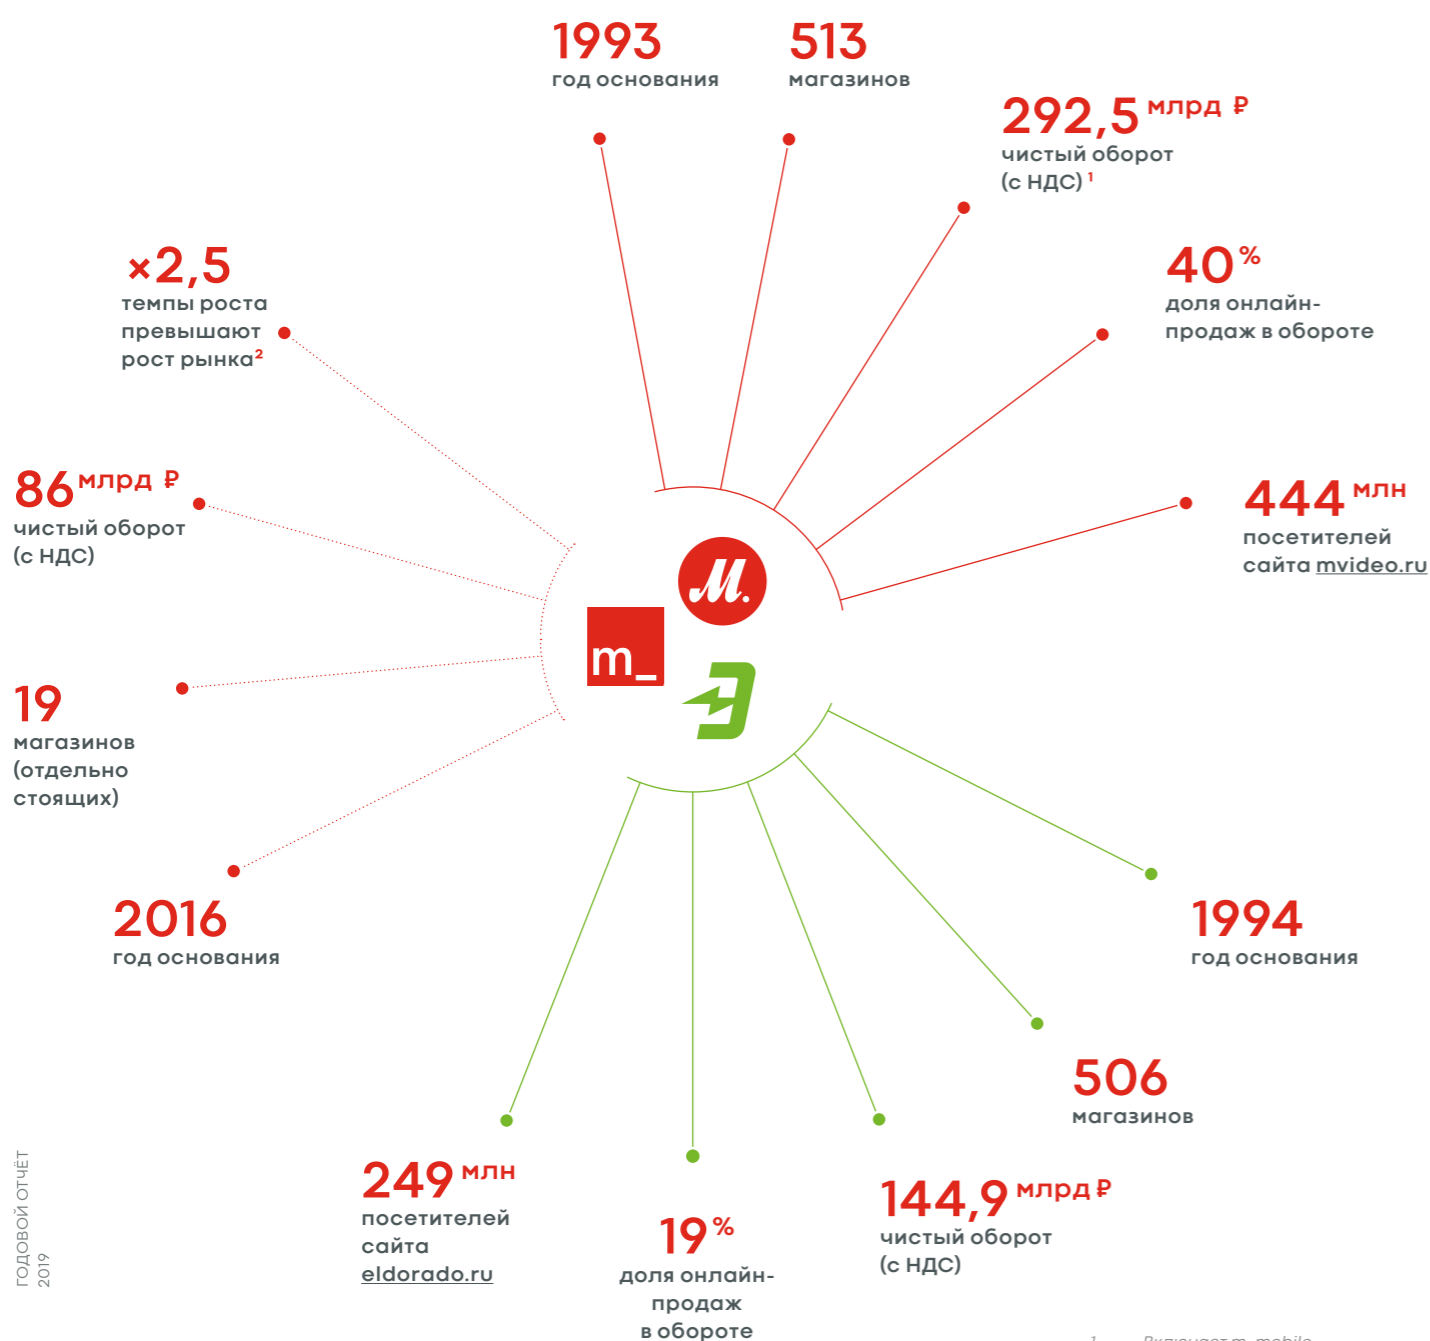 1993
год основания
513
магазинов
292,5 млрд ₽
чистый оборот
(с НДС) 1
40 %
доля онлайн-
продаж в обороте
444 млн
посетителей
сайта mvideo.ru
×2,5
темпы роста
превышают
рост рынка2
86 млрд ₽
чистый оборот
(с НДС)
19
магазинов
(отдельно
стоящих)
2016
год основания
м.
m_
1994
год основания
506
магазинов
144,9 млрд ₽
чистый оборот
(с НДС)
19 %
доля онлайн-
продаж
в обороте
249 млн
посетителей
сайта
eldorado.ru
ГОДОВОЙ ОТЧЁТ
2019
1 Включает m_mobile